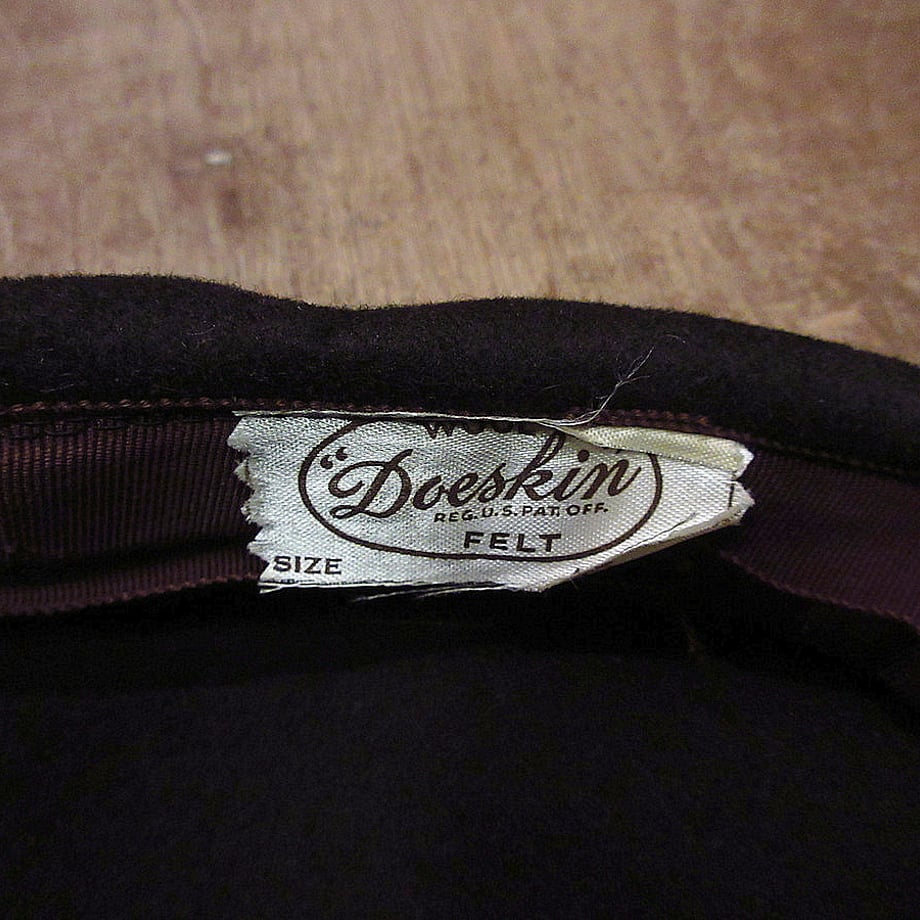 "Doeskin
REG. U.S. PAT. OFF.
FELT
SIZE